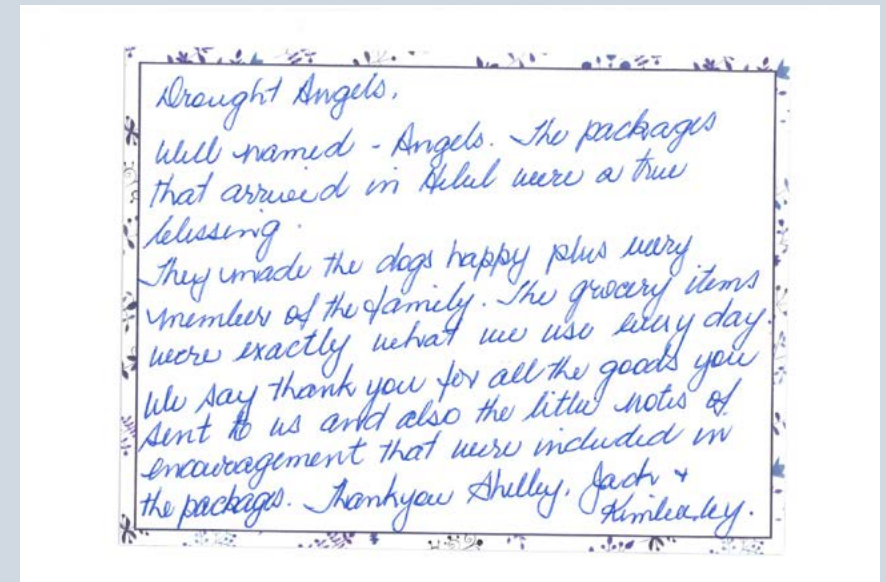 Drought Angels,
Well named - Angels. The packages
that arrived in were a true
blessing.
They made the dogs happy plus every
member of the family. The grocery items
were exactly what we use every day.
We say thank you for all the goods you
sent to us and also the little notes of
encouragement that were included in
the packages. Thankyou Shelley, Jack +
Kimberley.